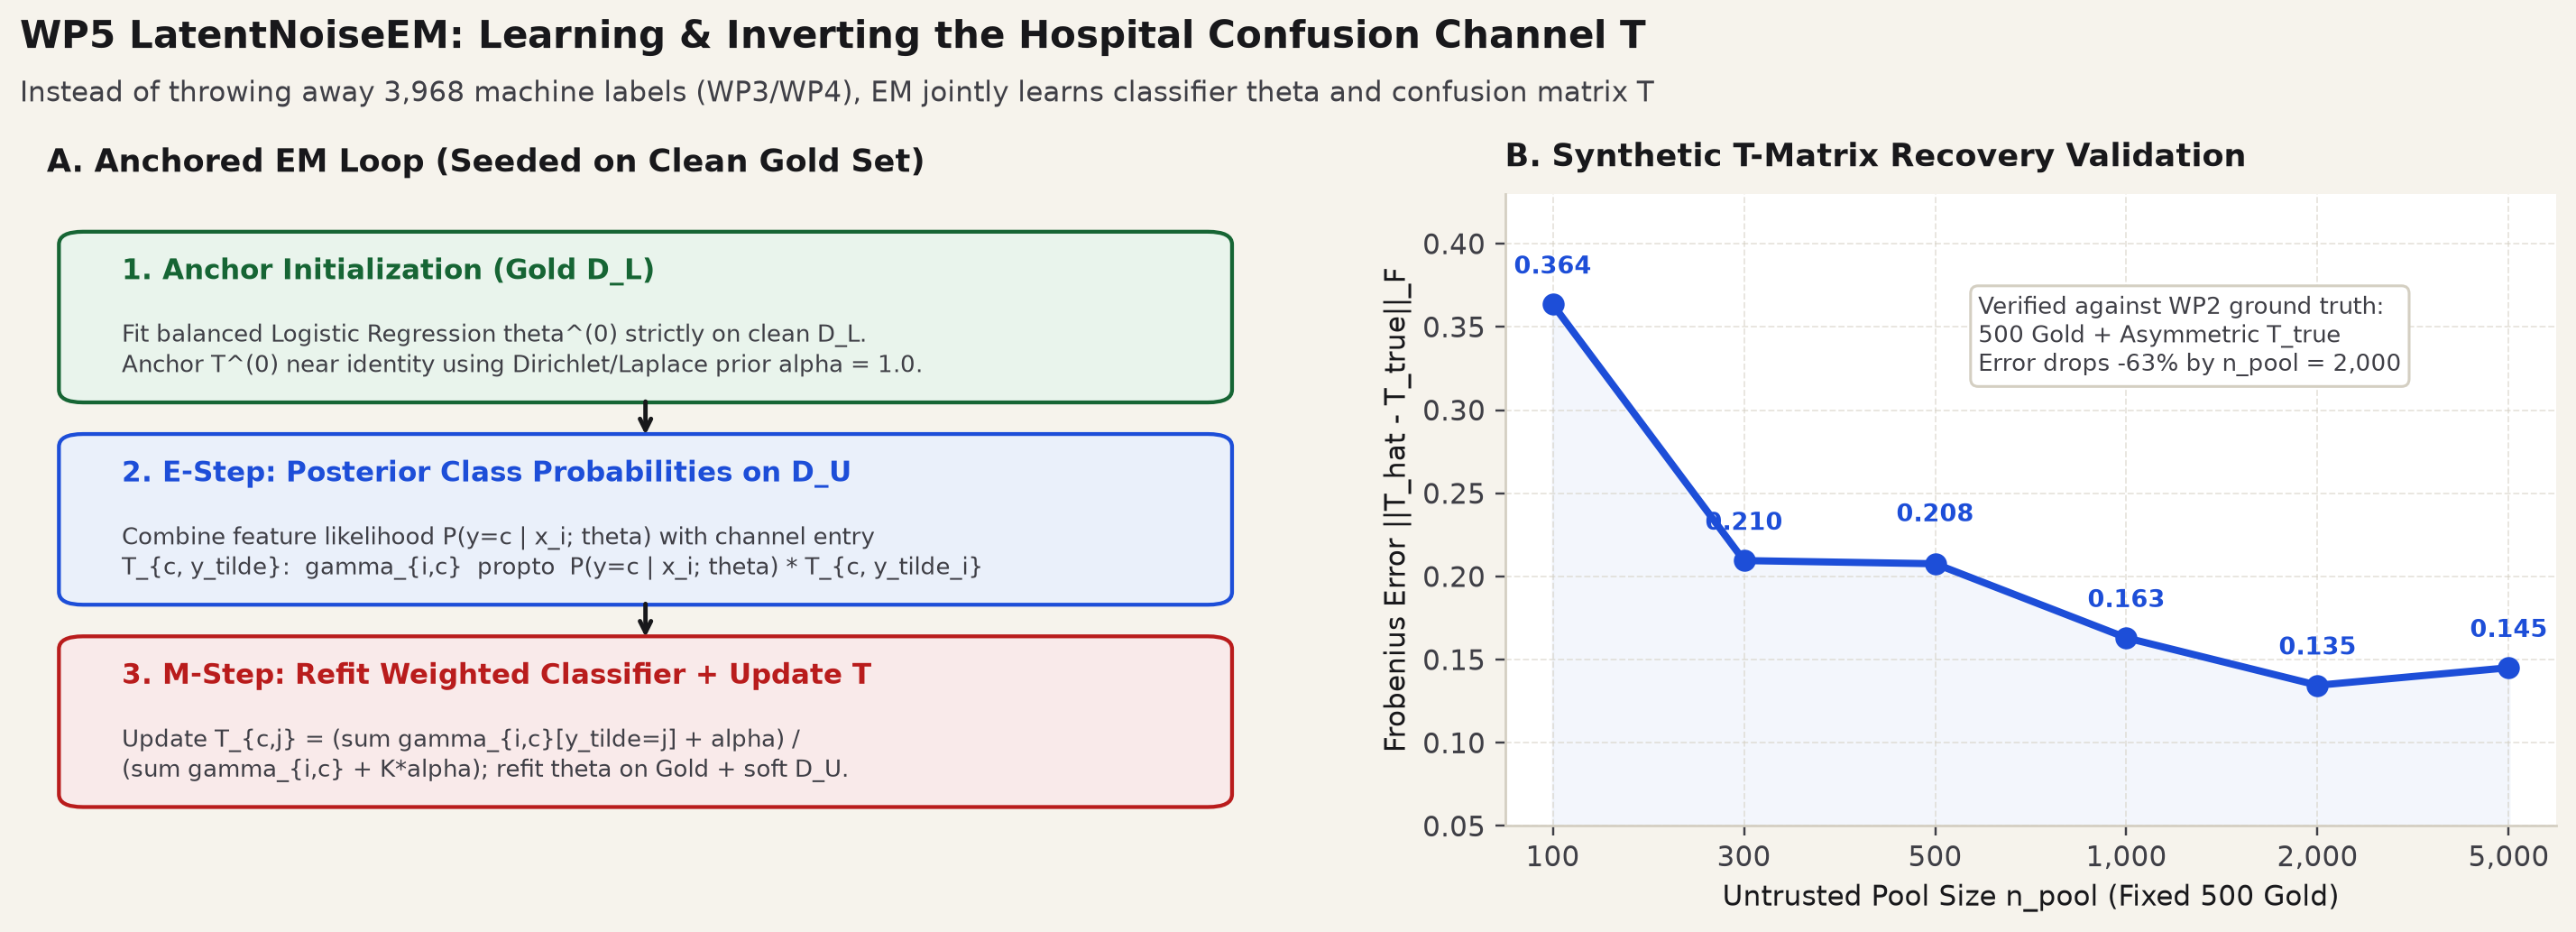 WP5 LatentNoiseEM: Learning & Inverting the Hospital Confusion Channel T
Instead of throwing away 3,968 machine labels (WP3/WP4), EM jointly learns classifier theta and confusion matrix T
A. Anchored EM Loop (Seeded on Clean Gold Set)
1. Anchor Initialization (Gold D_L)
Fit balanced Logistic Regression theta^(0) strictly on clean D_L.
Anchor T^(0) near identity using Dirichlet/Laplace prior alpha = 1.0.
2. E-Step: Posterior Class Probabilities on D_U
Combine feature likelihood P(y=c | x_i; theta) with channel entry
T_{c, y_tilde}:  gamma_{i,c}  propto  P(y=c | x_i; theta) * T_{c, y_tilde_i}
3. M-Step: Refit Weighted Classifier + Update T
Update T_{c,j} = (sum gamma_{i,c}[y_tilde=j] + alpha) /
(sum gamma_{i,c} + K*alpha); refit theta on Gold + soft D_U.
B. Synthetic T-Matrix Recovery Validation
Frobenius Error ||T_hat - T_true||_F
0.40
0.35
0.30
0.25
0.20
0.15
0.10
0.05
0.364
0.210
0.208
0.163
0.135
0.145
Verified against WP2 ground truth:
500 Gold + Asymmetric T_true
Error drops -63% by n_pool = 2,000
100
300
500
1,000
2,000
5,000
Untrusted Pool Size n_pool (Fixed 500 Gold)